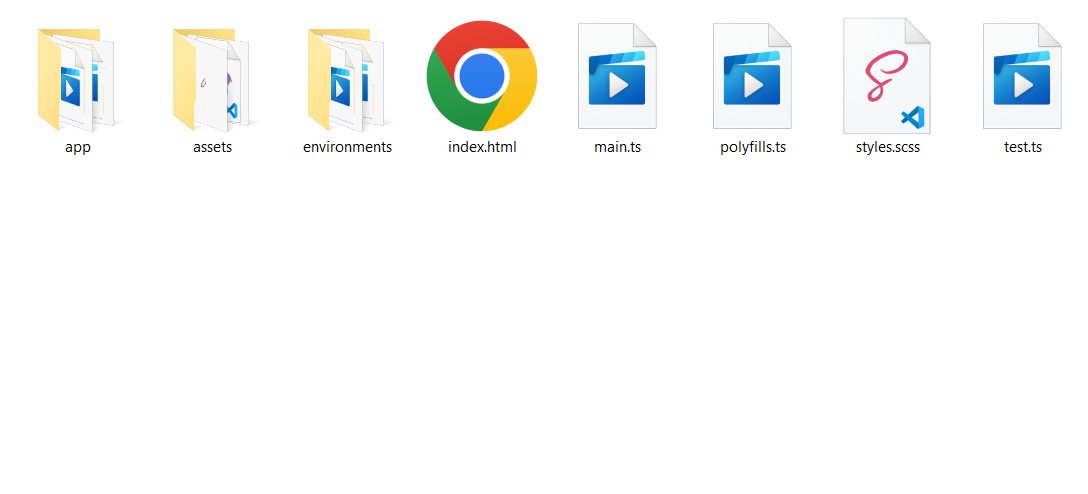 app
assets
environments
index.html
main.ts
polyfills.ts
styles.scss
test.ts